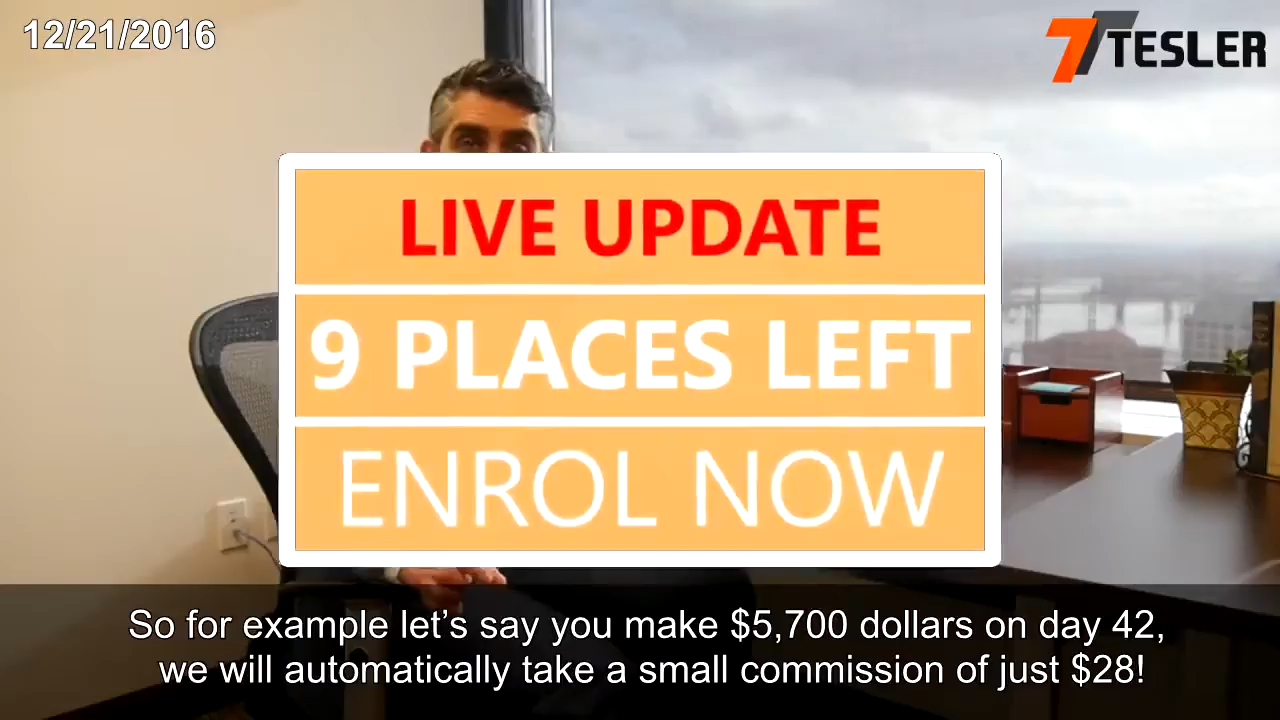 12/21/2016
TESLER
LIVE UPDATE
9 PLACES LEFT
ENROL NOW
So for example let's say you make $5,700 dollars on day 42,
we will automatically take a small commission of just $28!